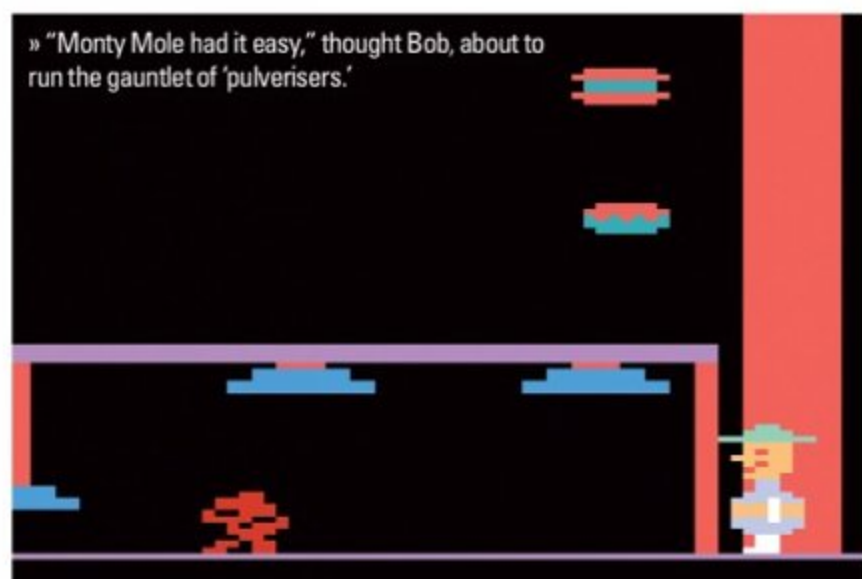 » “Monty Mole had it easy,” thought Bob, about to
run the gauntlet of ‘pulverisers.’